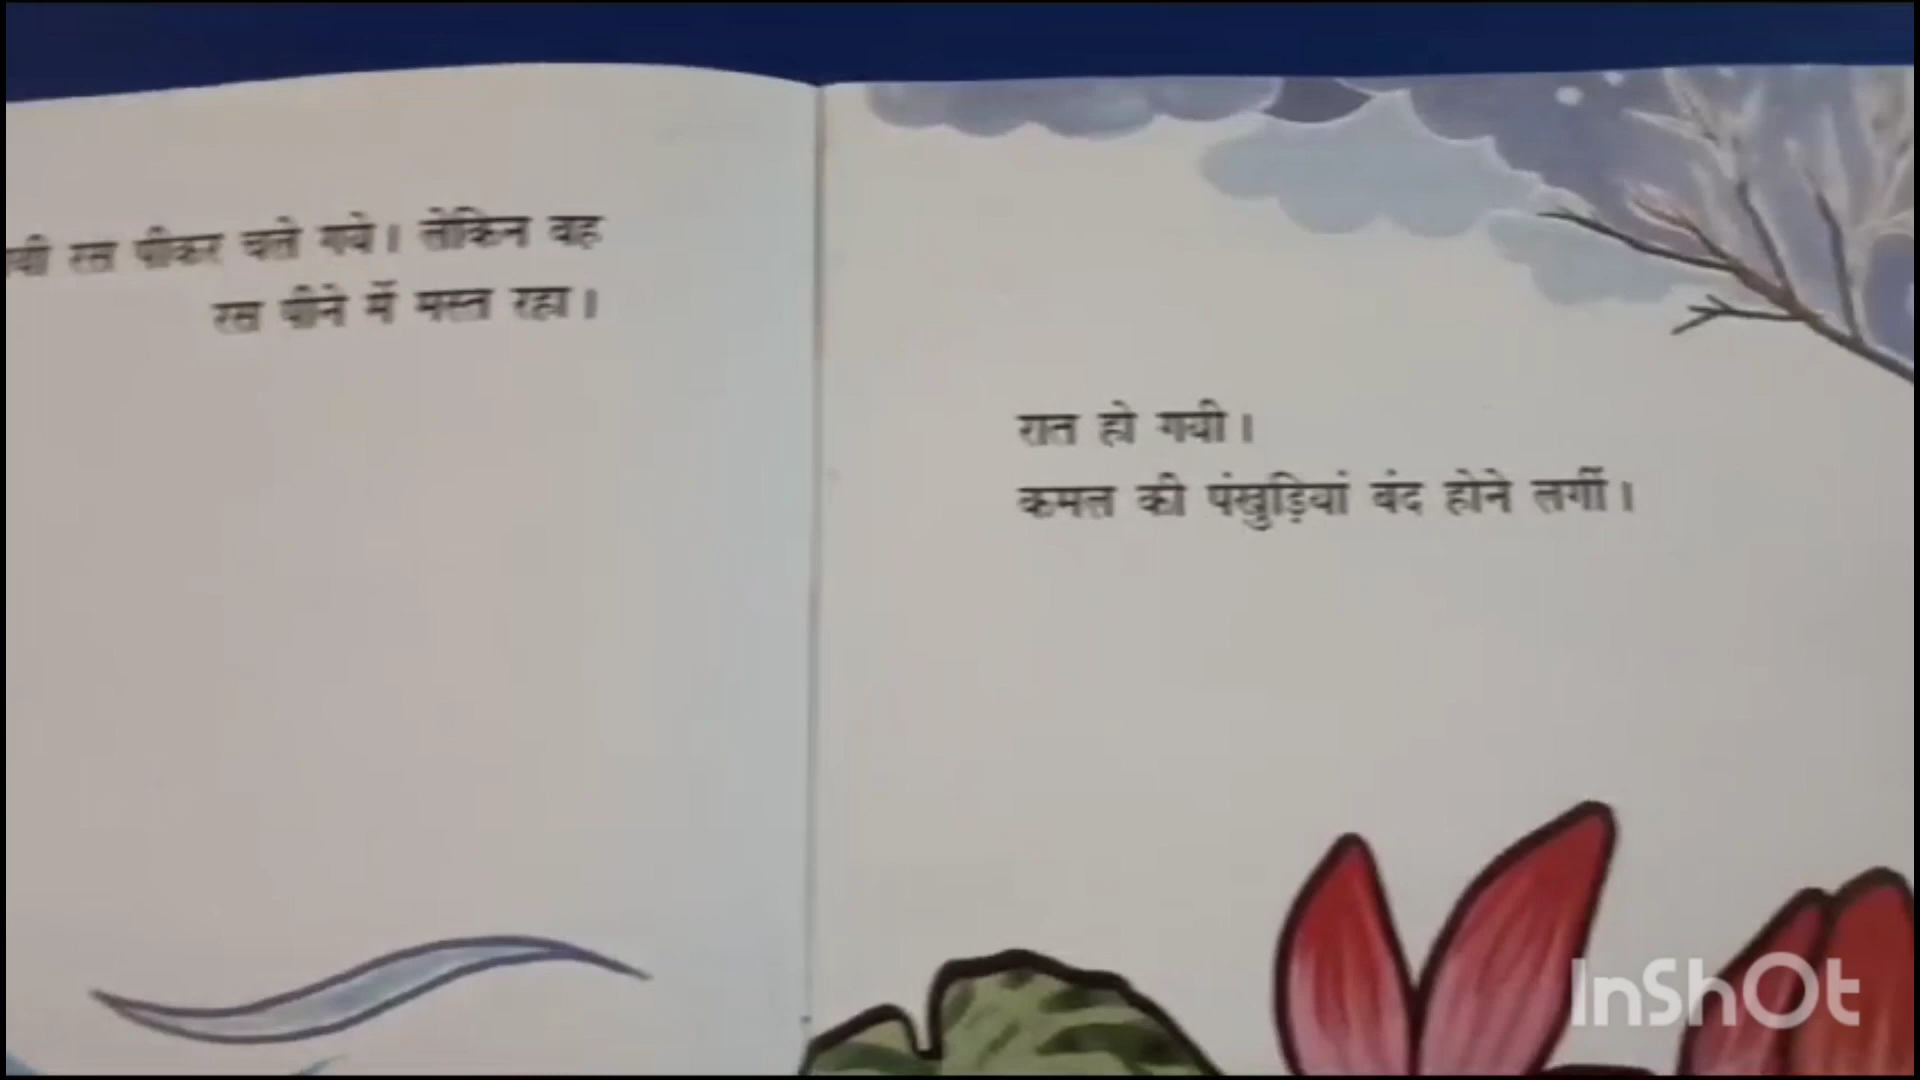 रस पीकर चले गये। लेकिन वह
रस पीने में मस्त रहा।
रात हो गयी।
कमल की पंखुड़ियां बंद होने लगीं।
InShOt